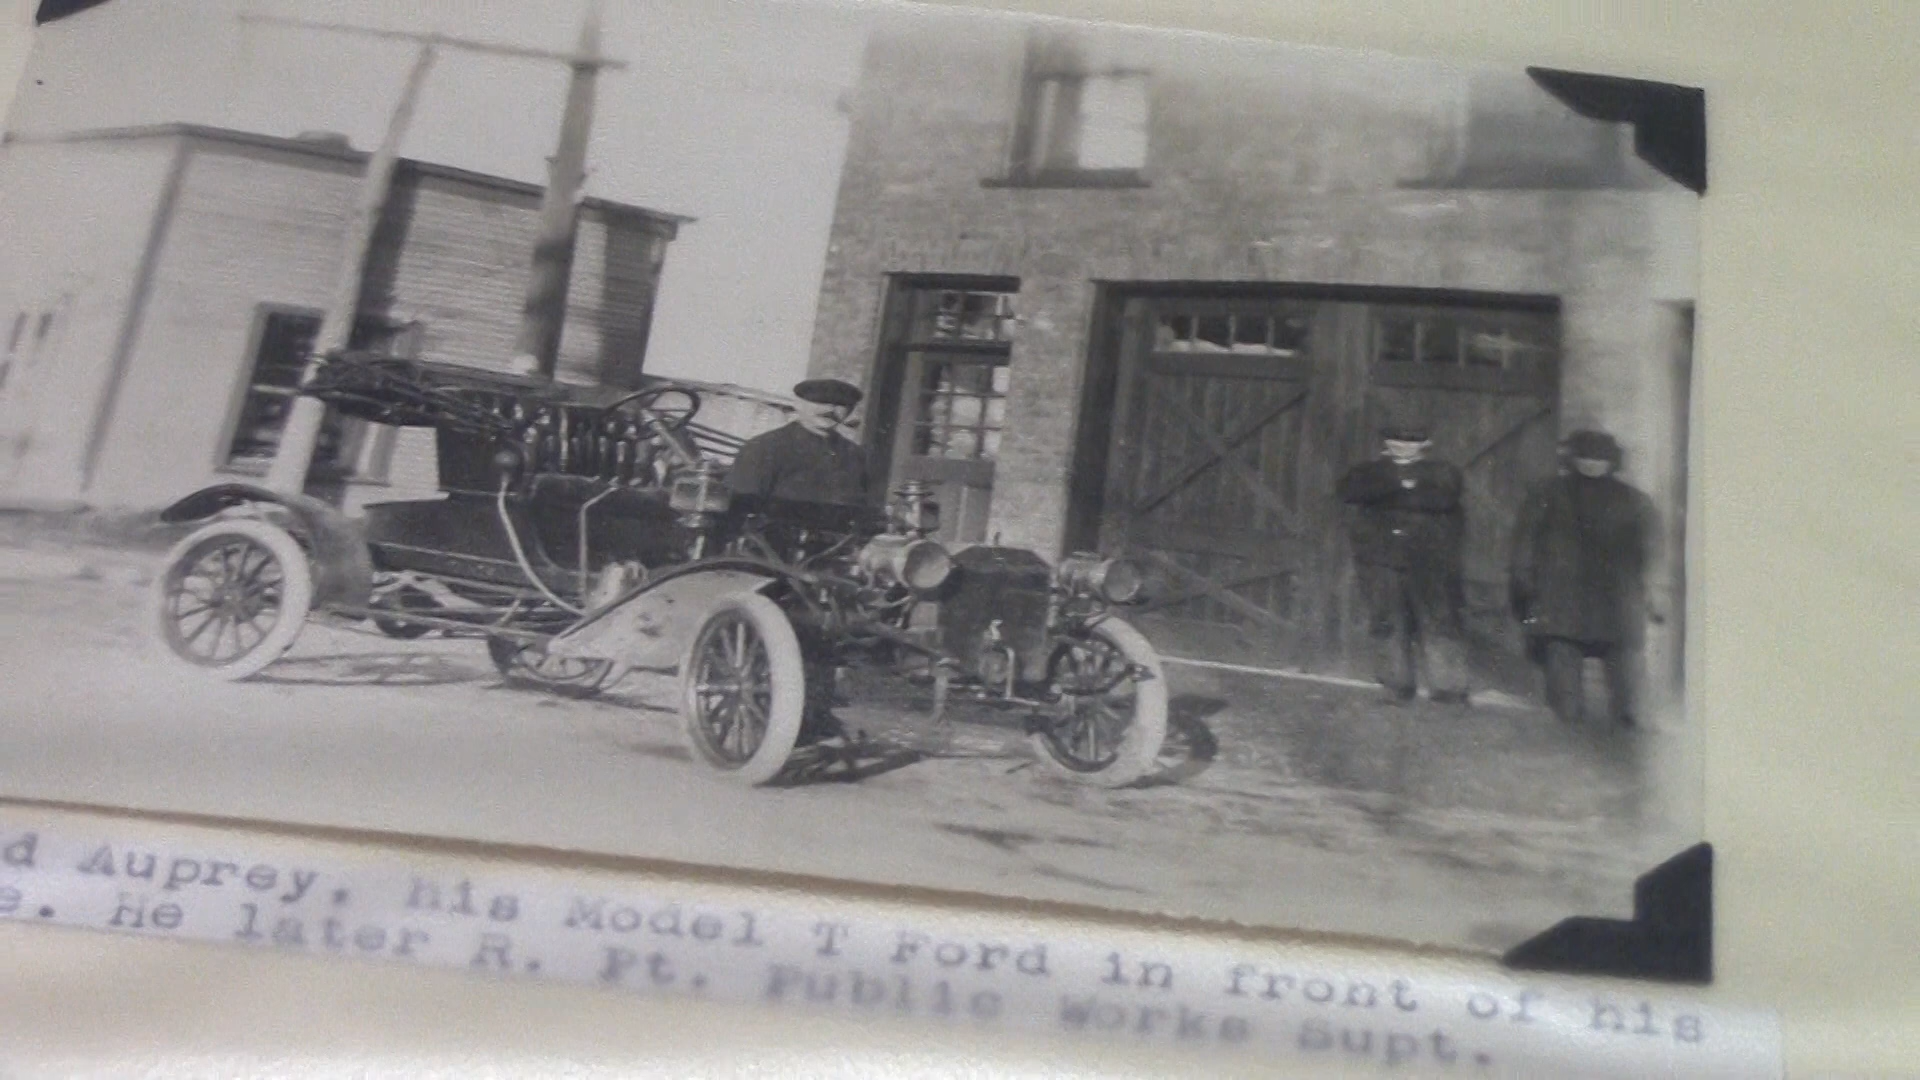 d Auprey, his Model T Ford in front of his
e. He later R. Pt. Public Works Supt.